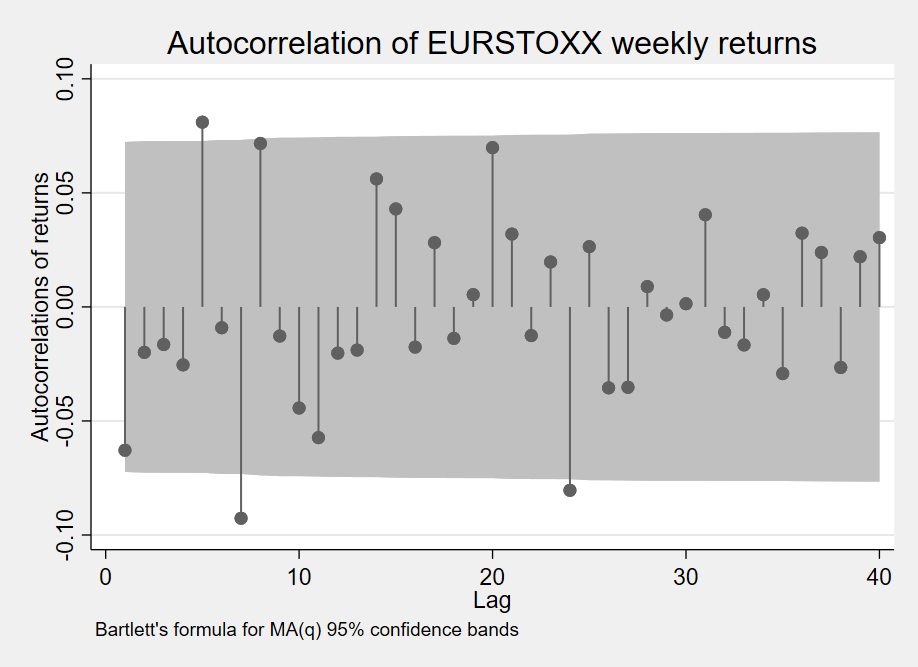 Autocorrelation of EURSTOXX weekly returns
Autocorrelations of returns
0.10
0.05
0.00
-0.05
-0.10
0 10 20 30 40
Lag
Bartlett's formula for MA(q) 95% confidence bands